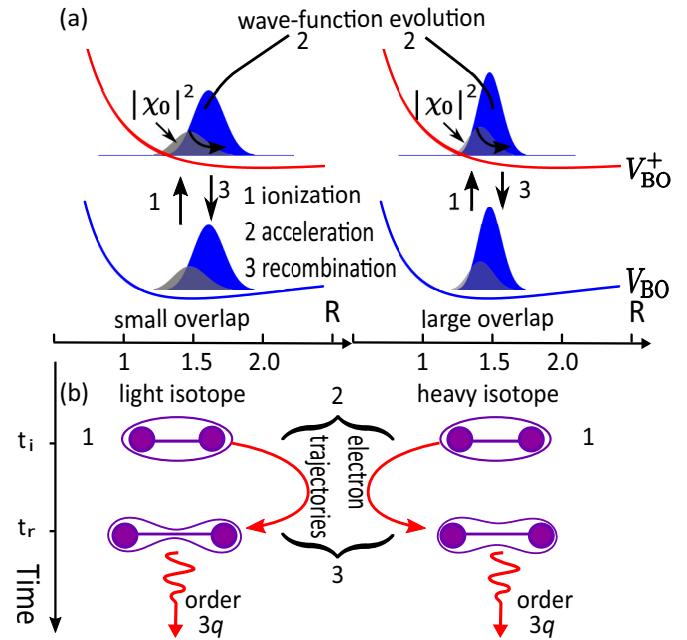 (a)
wave-function evolution
2
2
|χ₀|²
|χ₀|²
V⁺BO
1
3
1
3
1 ionization
2 acceleration
3 recombination
VBO
small overlap
R
large overlap
R
1
1.5
2.0
1
1.5
2.0
(b)
light isotope
2
heavy isotope
tᵢ
1
1
electron
trajectories
tᵣ
3
Time
order
3q
order
3q